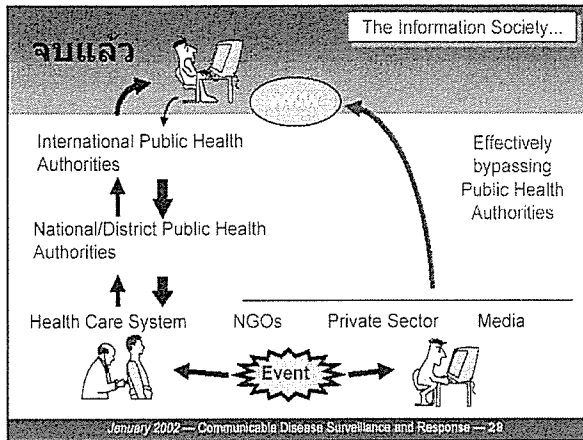 The Information Society...
จบแล้ว
WWW
International Public Health
Authorities
Effectively
bypassing
Public Health
Authorities
National/District Public Health
Authorities
Health Care System
NGOs
Private Sector
Media
Event
January 2002 — Communicable Disease Surveillance and Response — 28